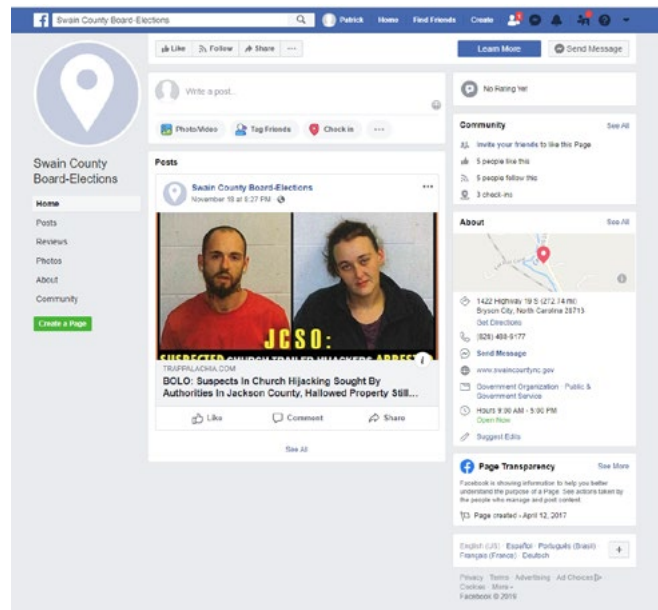 Swain County Board-Elections
Patrick Home Find Friends Create
Like Follow Share
Learn More Send Message
Swain County
Board-Elections
Home
Posts
Reviews
Photos
About
Community
Create a Page
Write a post...
Photo/Video Tag Friends Check in
Posts
Swain County Board-Elections
November 18 at 8:27 PM
JCSO:
SUSPECTED CHURCH TRAILER HIJACKERS
TRAPPALACHIA.COM
BOLO: Suspects In Church Hijacking Sought By
Authorities In Jackson County, Hallowed Property Still...
Like Comment Share
See All
No Rating Yet
Community See All
Invite your friends to like this Page
5 people like this
5 people follow this
3 check-ins
About See All
1422 Highway 19 S (272.74 mi)
Bryson City, North Carolina 28713
Get Directions
(828) 488-9177
Send Message
www.swaincountync.gov
Government Organization · Public &
Government Service
Hours 9:00 AM - 5:00 PM
Open Now
Suggest Edits
Page Transparency See More
Facebook is showing information to help you better
understand the purpose of a Page. See actions taken by
the people who manage and post content.
Page created - April 12, 2017
English (US) · Español · Português (Brasil) ·
Français (France) · Deutsch
Privacy · Terms · Advertising · Ad Choices ·
Cookies · More
Facebook © 2019